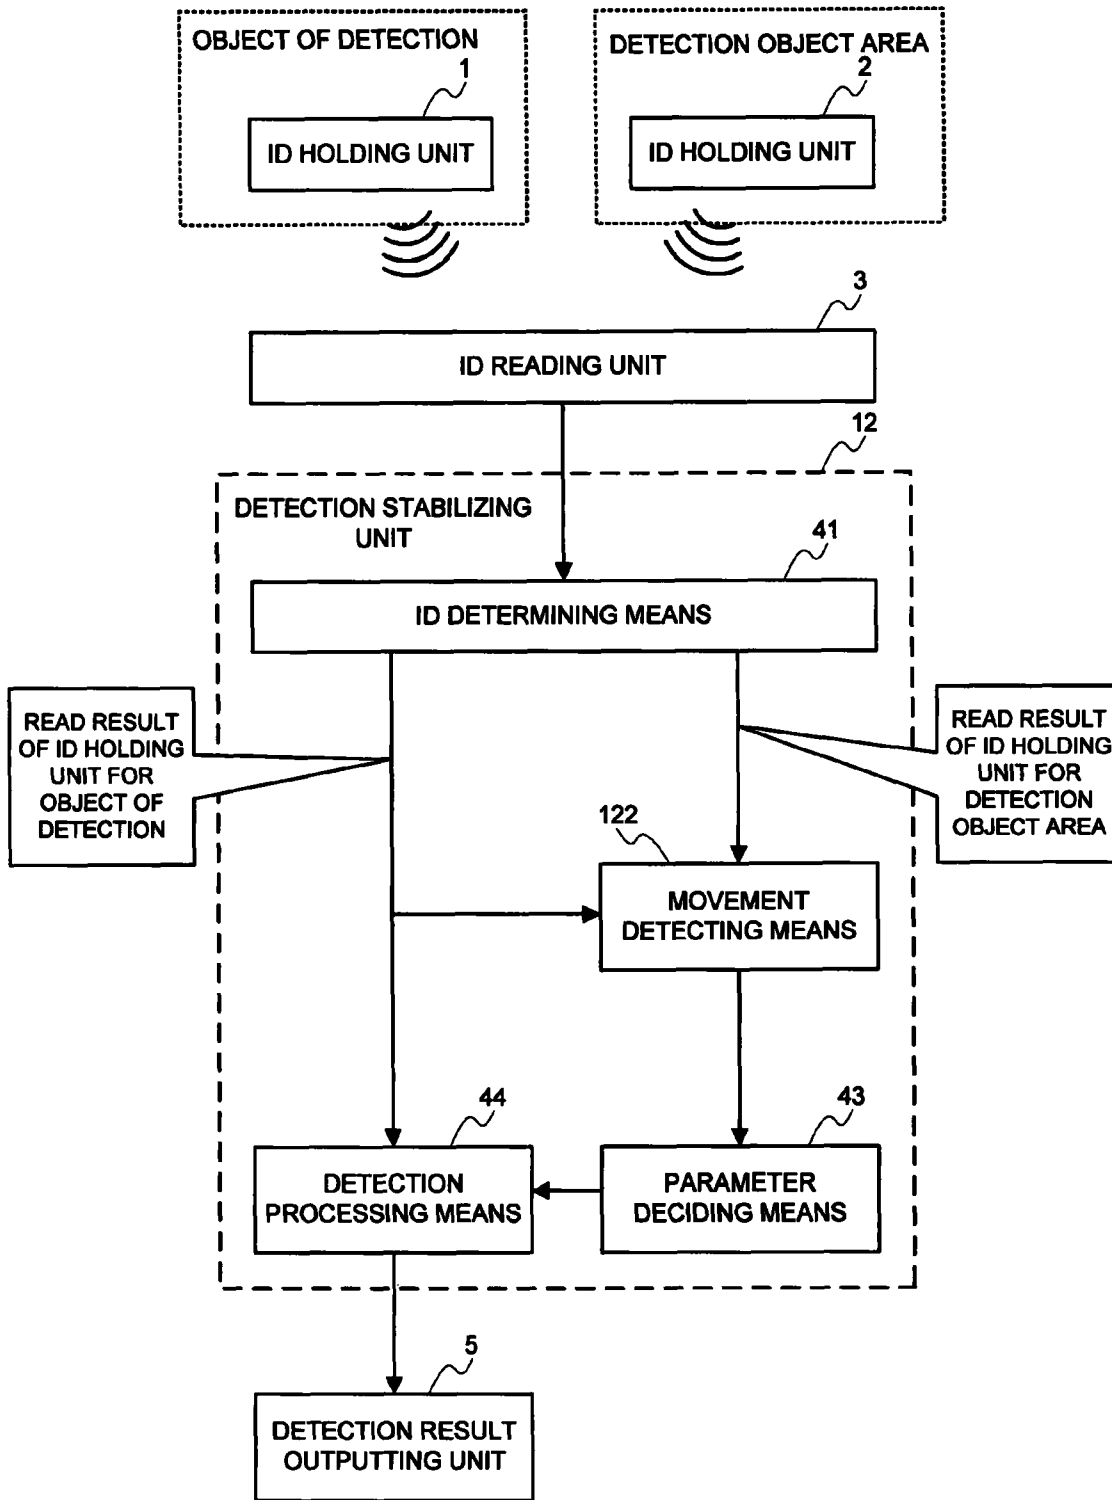 OBJECT OF DETECTION
1
ID HOLDING UNIT
DETECTION OBJECT AREA
2
ID HOLDING UNIT
3
ID READING UNIT
12
DETECTION STABILIZING
UNIT
41
ID DETERMINING MEANS
READ RESULT
OF ID HOLDING
UNIT FOR
OBJECT OF
DETECTION
READ RESULT
OF ID HOLDING
UNIT FOR
DETECTION
OBJECT AREA
122
MOVEMENT
DETECTING MEANS
44
DETECTION
PROCESSING MEANS
43
PARAMETER
DECIDING MEANS
5
DETECTION RESULT
OUTPUTTING UNIT